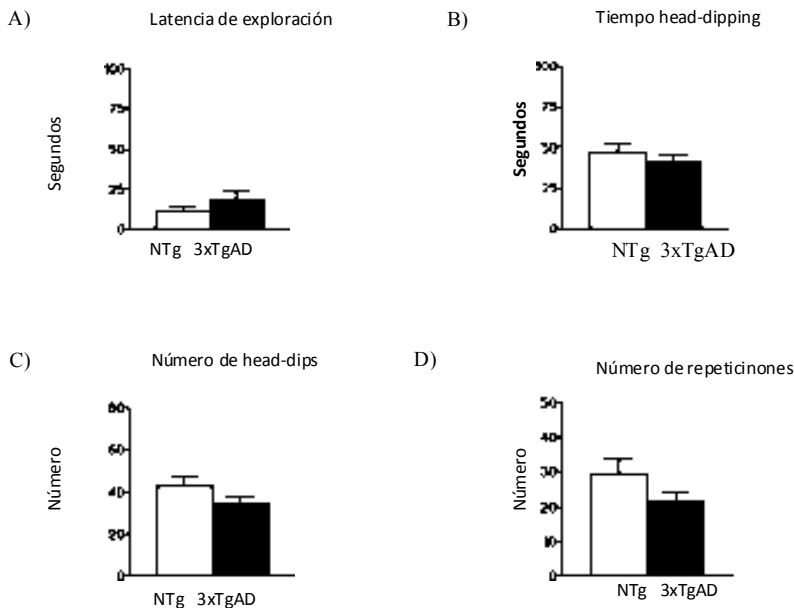 A)
Latencia de exploración
Segundos
100
75
50
25
0
NTg 3xTgAD
B)
Tiempo head-dipping
Segundos
75
50
25
0
NTg 3xTgAD
C)
Número de head-dips
Número
80
60
40
20
0
NTg 3xTgAD
D)
Número de repeticinones
Número
50
40
30
20
10
0
NTg 3xTgAD